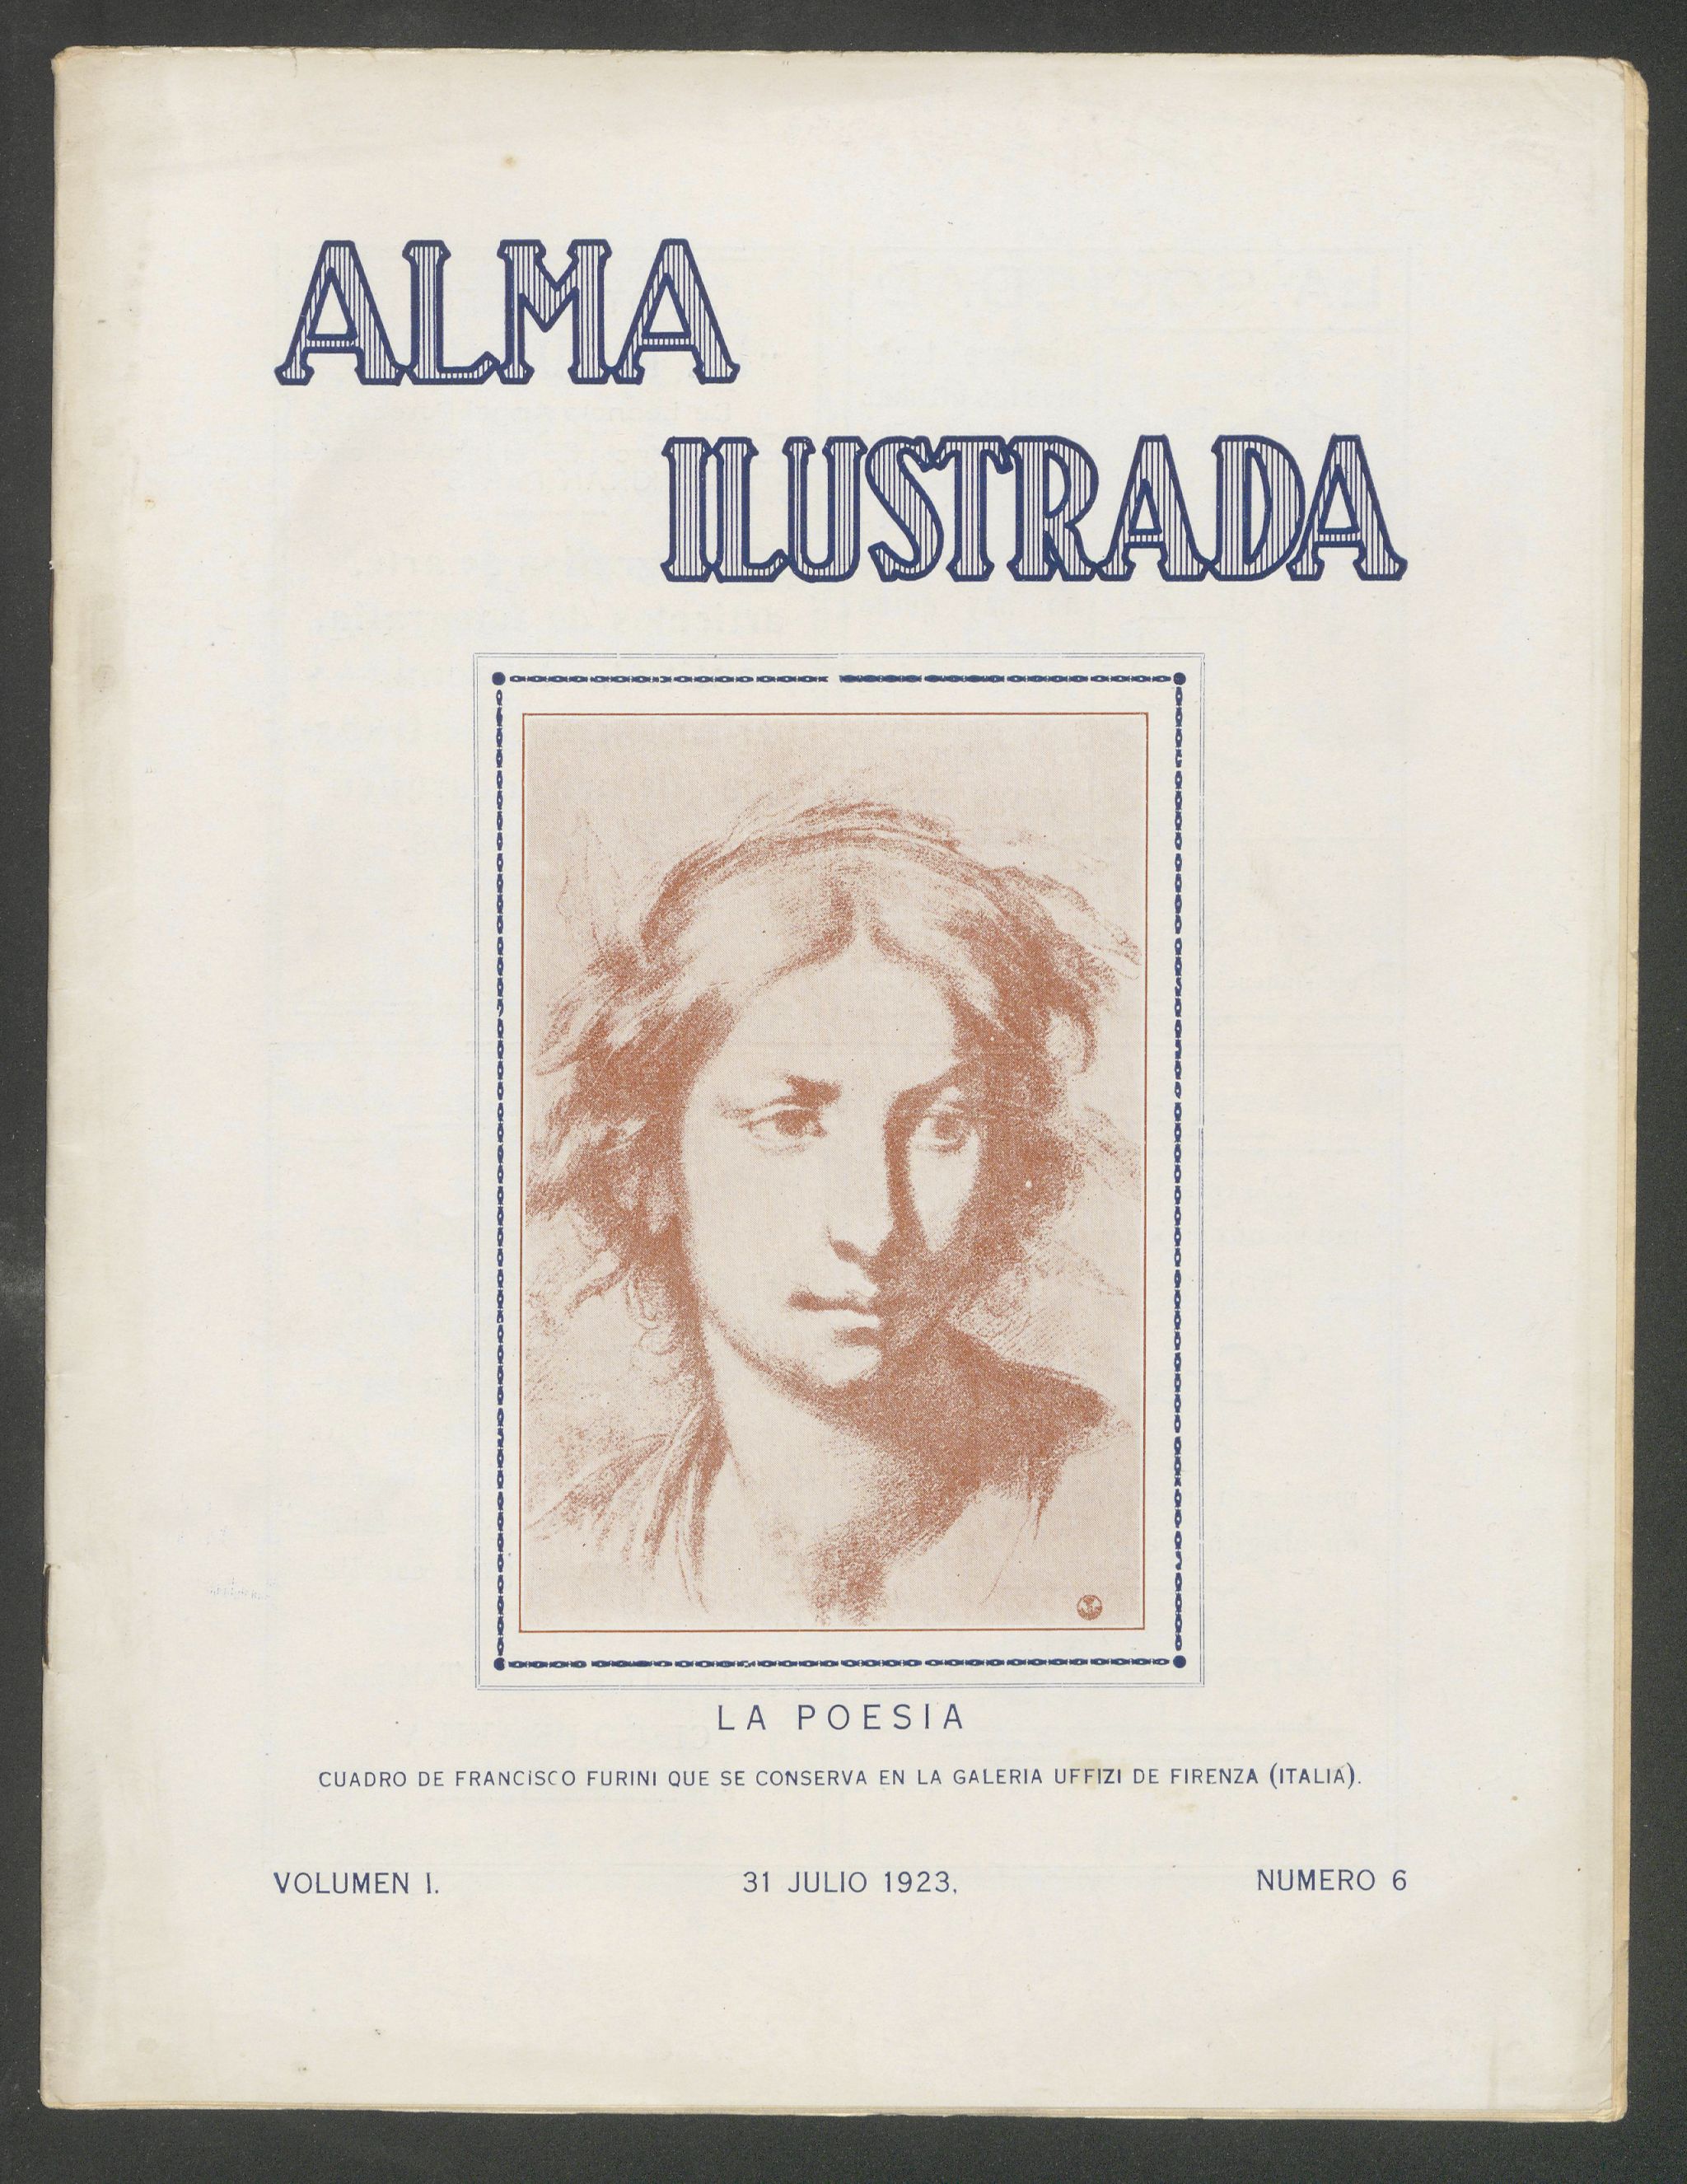 ALMA
ILUSTRADA
LA POESIA
CUADRO DE FRANCISCO FURINI QUE SE CONSERVA EN LA GALERIA UFFIZI DE FIRENZA (ITALIA).
VOLUMEN I. 31 JULIO 1923, NUMERO 6